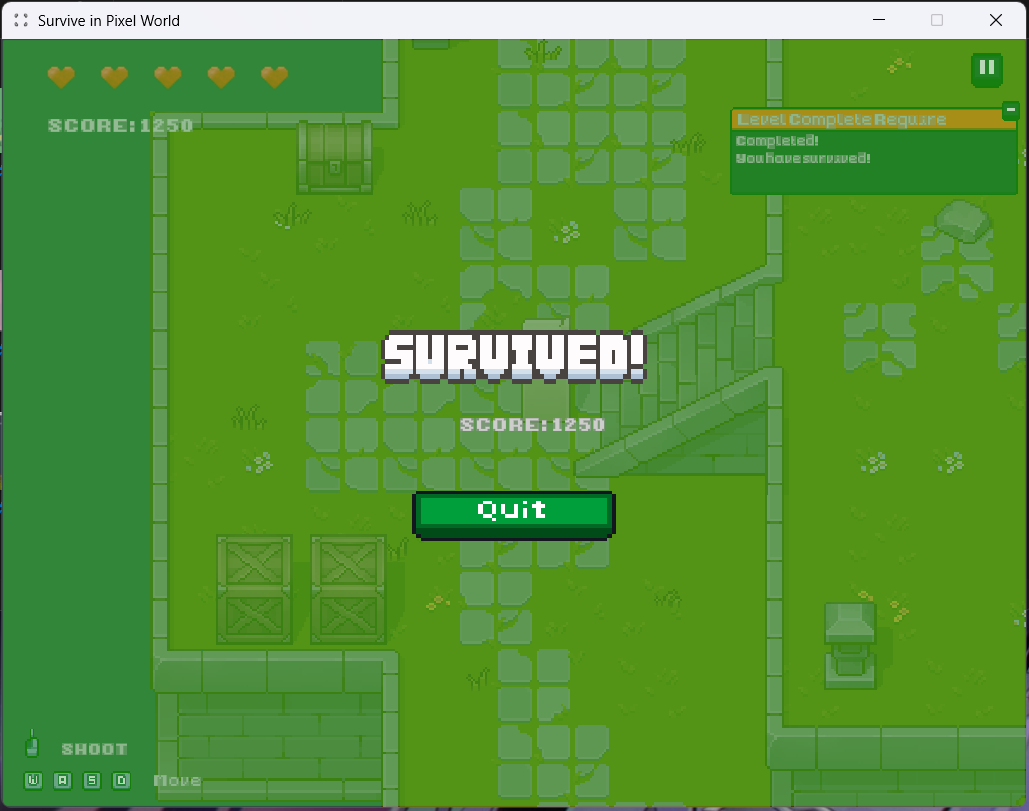 Survive in Pixel World
SCORE:1250
Level Complete Require
Completed!
You have survived!
SURVIVED!
SCORE:1250
Quit
SHOOT
W A S D Move